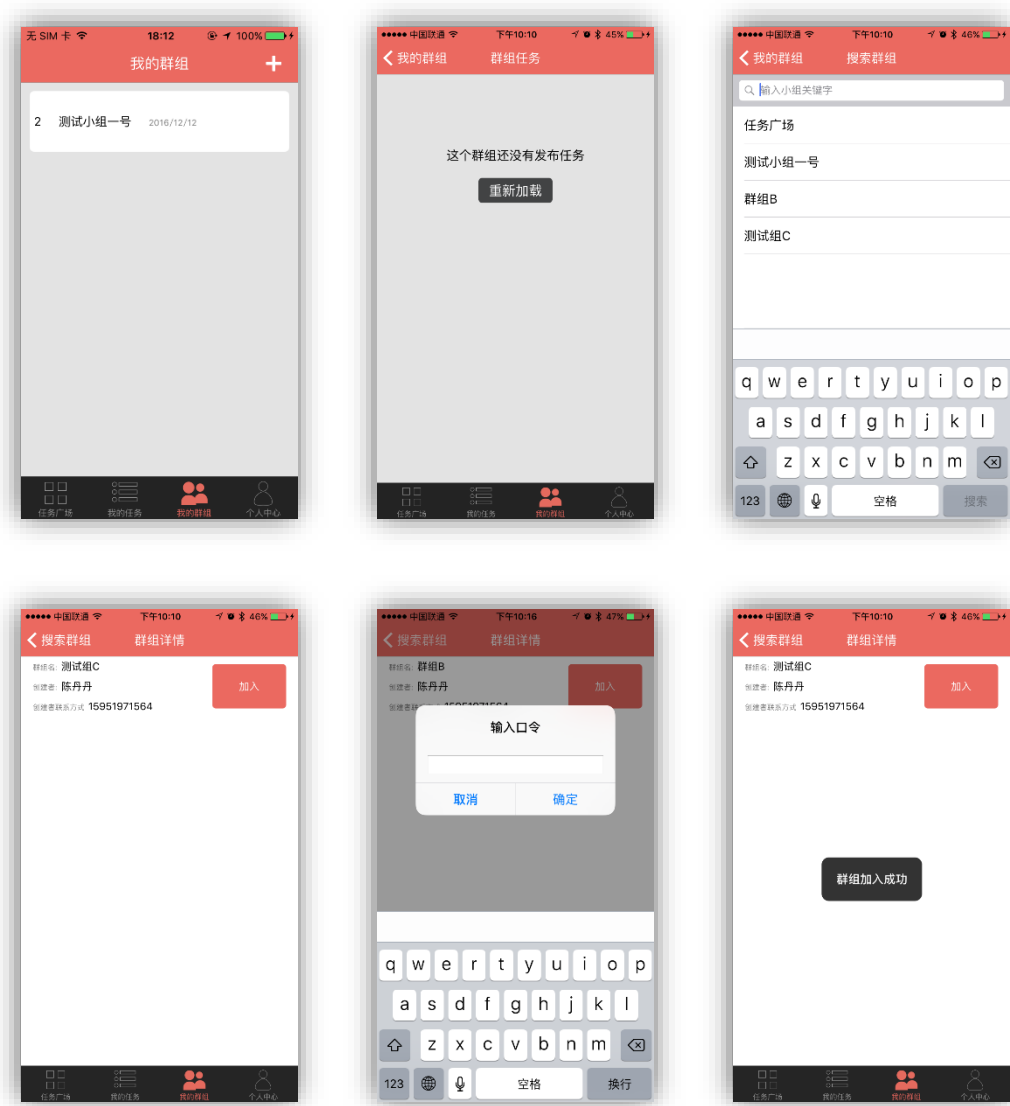 无 SIM 卡 18:12 100%
我的群组 +
2 测试小组一号 2016/12/12
任务广场 我的任务 我的群组 个人中心
中国联通 下午10:10 45%
我的群组 群组任务
这个群组还没有发布任务
重新加载
任务广场 我的任务 我的群组 个人中心
中国联通 下午10:10 46%
我的群组 搜索群组
输入小组关键字
任务广场
测试小组一号
群组B
测试组C
q w e r t y u i o p
a s d f g h j k l
z x c v b n m
123 空格 搜索
中国联通 下午10:10 46%
搜索群组 群组详情
群组名: 测试组C
创建者: 陈丹丹
加入
创建者联系方式 15951971564
任务广场 我的任务 我的群组 个人中心
中国联通 下午10:16 47%
搜索群组 群组详情
群组名: 群组B
创建者: 陈丹丹
加入
创建者联 15951971564
输入口令
取消 确定
q w e r t y u i o p
a s d f g h j k l
z x c v b n m
123 空格 换行
中国联通 下午10:10 46%
搜索群组 群组详情
群组名: 测试组C
创建者: 陈丹丹
加入
创建者联系方式 15951971564
群组加入成功
任务广场 我的任务 我的群组 个人中心